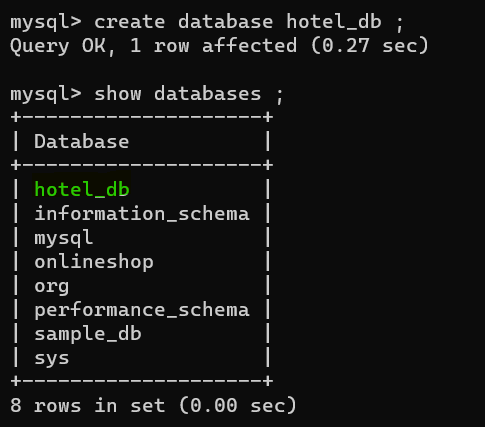 mysql> create database hotel_db ;
Query OK, 1 row affected (0.27 sec)

mysql> show databases ;
+--------------------+
| Database           |
+--------------------+
| hotel_db           |
| information_schema |
| mysql              |
| onlineshop         |
| org                |
| performance_schema |
| sample_db          |
| sys                |
+--------------------+
8 rows in set (0.00 sec)